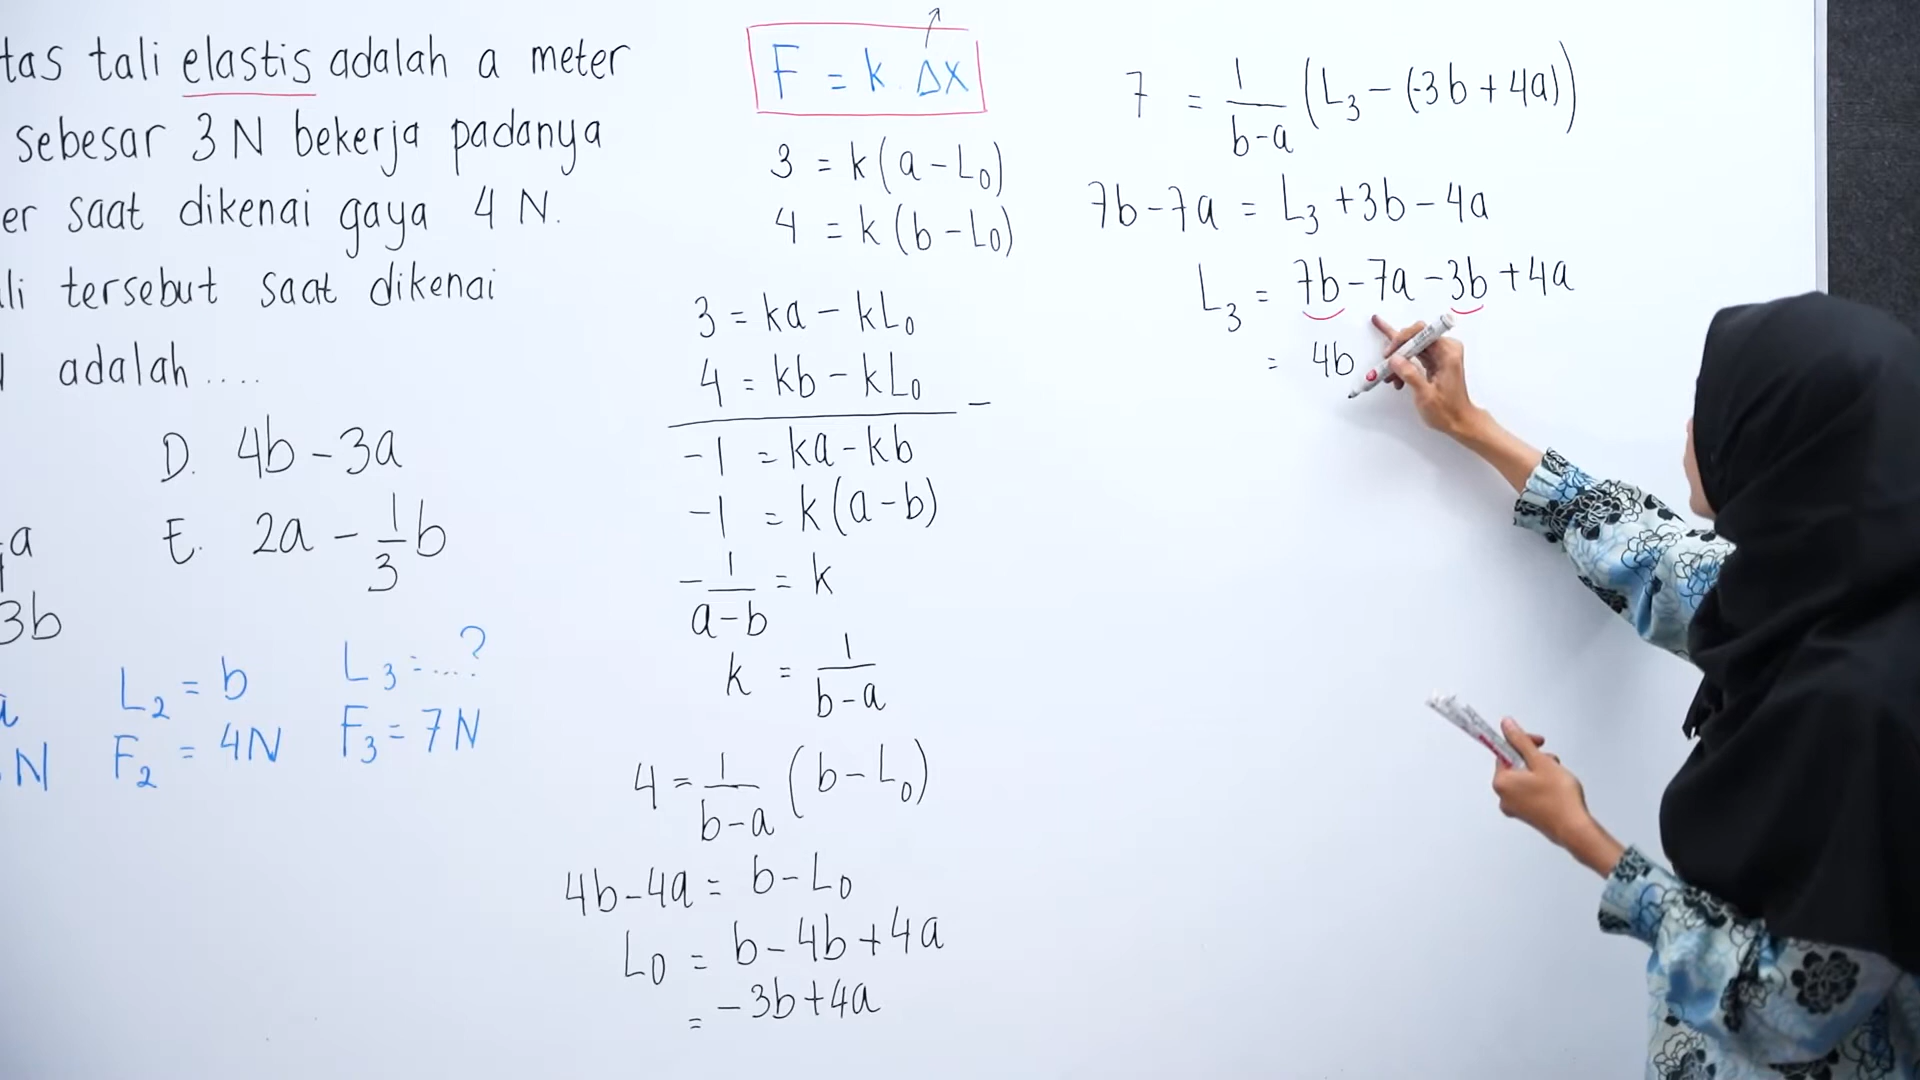 tas tali elastis adalah a meter
sebesar 3 N bekerja padanya
er saat dikenai gaya 4 N.
li tersebut saat dikenai
adalah ....
D. 4b - 3a
E. 2a - 1/3 b
a
3b
L₂ = b
F₂ = 4N
L₃ = ...?
F₃ = 7N
N
F = k . Δx
3 = k(a - L₀)
4 = k(b - L₀)
3 = ka - kL₀
4 = kb - kL₀
-
-1 = ka - kb
-1 = k(a - b)
- 1/(a-b) = k
k = 1/(b-a)
4 = 1/(b-a) (b - L₀)
4b - 4a = b - L₀
L₀ = b - 4b + 4a
= -3b + 4a
7 = 1/(b-a) (L₃ - (-3b + 4a))
7b - 7a = L₃ + 3b - 4a
L₃ = 7b - 7a - 3b + 4a
= 4b